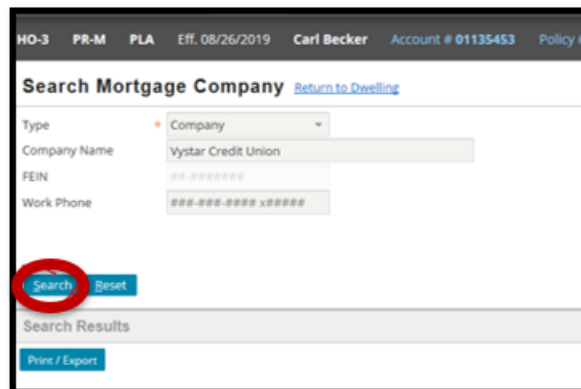 HO-3 PR-M PLA Eff. 08/26/2019 Carl Becker Account # 01135453 Policy
Search Mortgage Company Return to Dwelling
Type * Company
Company Name Vystar Credit Union
FEIN ##-#######
Work Phone ###-###-#### x#####
Search Reset
Search Results
Print / Export